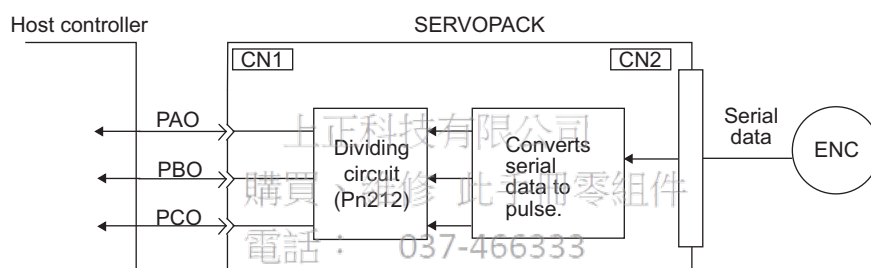 Host controller
SERVOPACK
CN1
CN2
PAO
PBO
PCO
Dividing
circuit
(Pn212)
Converts
serial
data to
pulse.
Serial
data
ENC
上正科技有限公司
購買、維修 此手冊零組件
電話： 037-466333